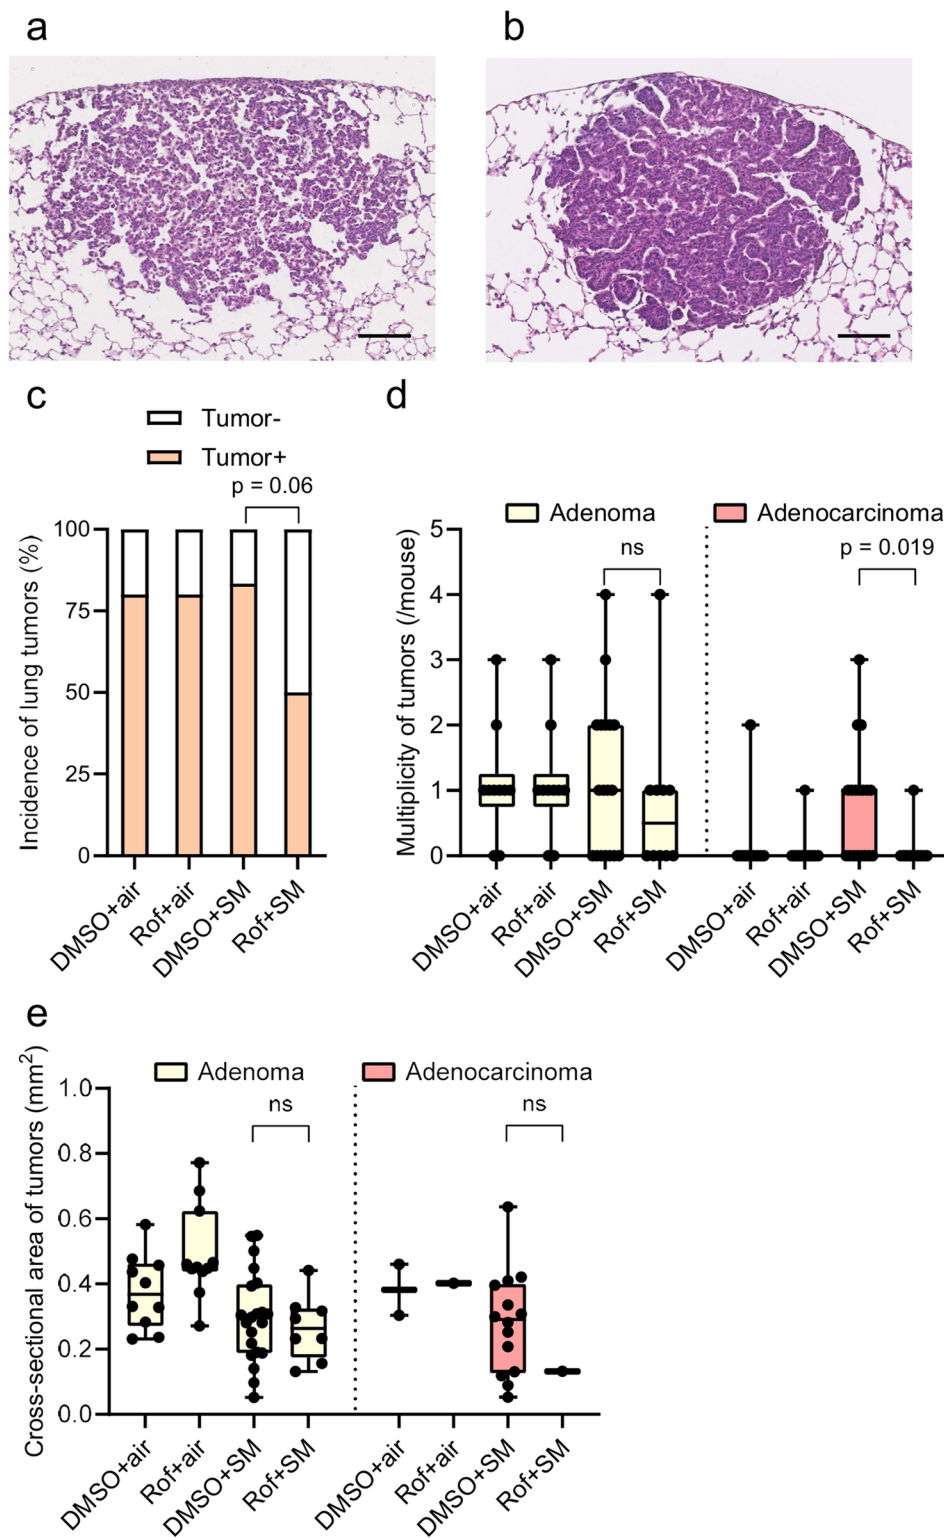 a
b
c
Tumor-
Tumor+
p = 0.06
Incidence of lung tumors (%)
100
75
50
25
0
DMSO+air
Rof+air
DMSO+SM
Rof+SM
d
Adenoma
Adenocarcinoma
ns
p = 0.019
Multiplicity of tumors (/mouse)
5
4
3
2
1
0
DMSO+air
Rof+air
DMSO+SM
Rof+SM
DMSO+air
Rof+air
DMSO+SM
Rof+SM
e
Adenoma
Adenocarcinoma
ns
ns
Cross-sectional area of tumors (mm²)
1.0
0.8
0.6
0.4
0.2
0.0
DMSO+air
Rof+air
DMSO+SM
Rof+SM
DMSO+air
Rof+air
DMSO+SM
Rof+SM